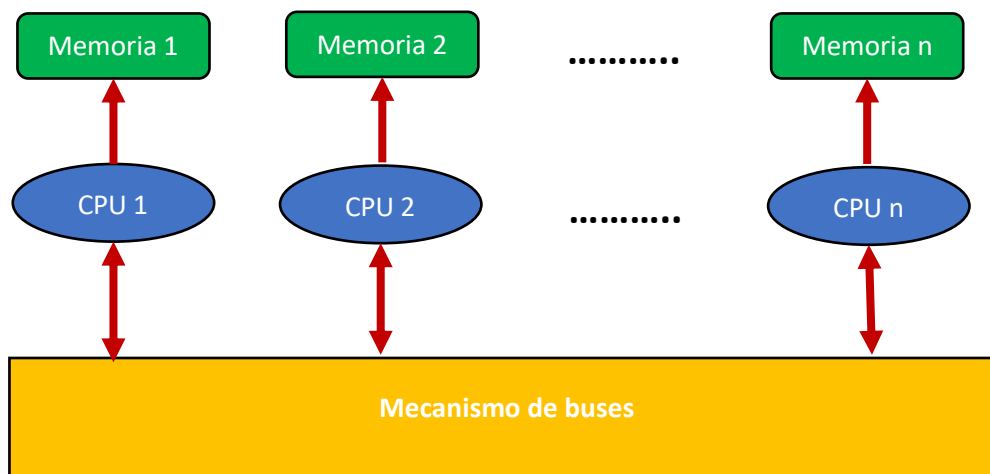 Memoria 1
Memoria 2
............
Memoria n
CPU 1
CPU 2
............
CPU n
Mecanismo de buses